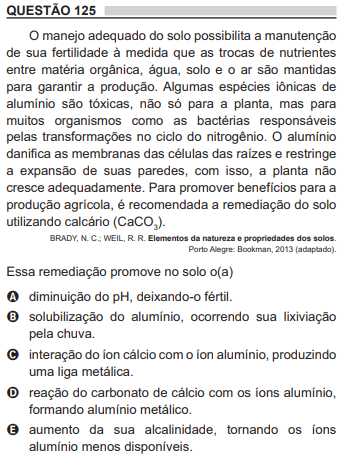 QUESTÃO 125
O manejo adequado do solo possibilita a manutenção
de sua fertilidade à medida que as trocas de nutrientes
entre matéria orgânica, água, solo e o ar são mantidas
para garantir a produção. Algumas espécies iônicas de
alumínio são tóxicas, não só para a planta, mas para
muitos organismos como as bactérias responsáveis
pelas transformações no ciclo do nitrogênio. O alumínio
danifica as membranas das células das raízes e restringe
a expansão de suas paredes, com isso, a planta não
cresce adequadamente. Para promover benefícios para a
produção agrícola, é recomendada a remediação do solo
utilizando calcário (CaCO₃).
BRADY, N. C.; WEIL, R. R. Elementos da natureza e propriedades dos solos.
Porto Alegre: Bookman, 2013 (adaptado).
Essa remediação promove no solo o(a)
A diminuição do pH, deixando-o fértil.
B solubilização do alumínio, ocorrendo sua lixiviação
pela chuva.
C interação do íon cálcio com o íon alumínio, produzindo
uma liga metálica.
D reação do carbonato de cálcio com os íons alumínio,
formando alumínio metálico.
E aumento da sua alcalinidade, tornando os íons
alumínio menos disponíveis.